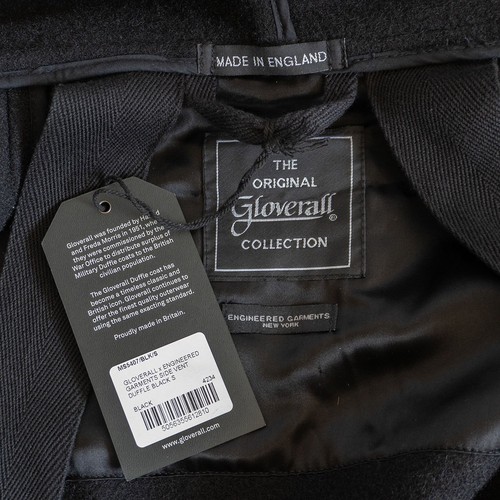 MADE IN ENGLAND
THE
ORIGINAL
Gloverall®
COLLECTION
ENGINEERED GARMENTS
NEW YORK
Gloverall was founded by Harold
and Freda Morris in 1951, when
they were commissioned by the
War Office to distribute surplus of
Military Duffle coats to the British
civilian population.
The Gloverall Duffle coat has
become a timeless classic and
British icon. Gloverall continues to
offer the finest quality outerwear
using the same exacting standard.
Proudly made in Britain.
MS5407/BLK/S
GLOVERALL x ENGINEERED
GARMENTS SIDE VENT
DUFFLE BLACK S
BLACK
4234
5056355612810
www.gloverall.com